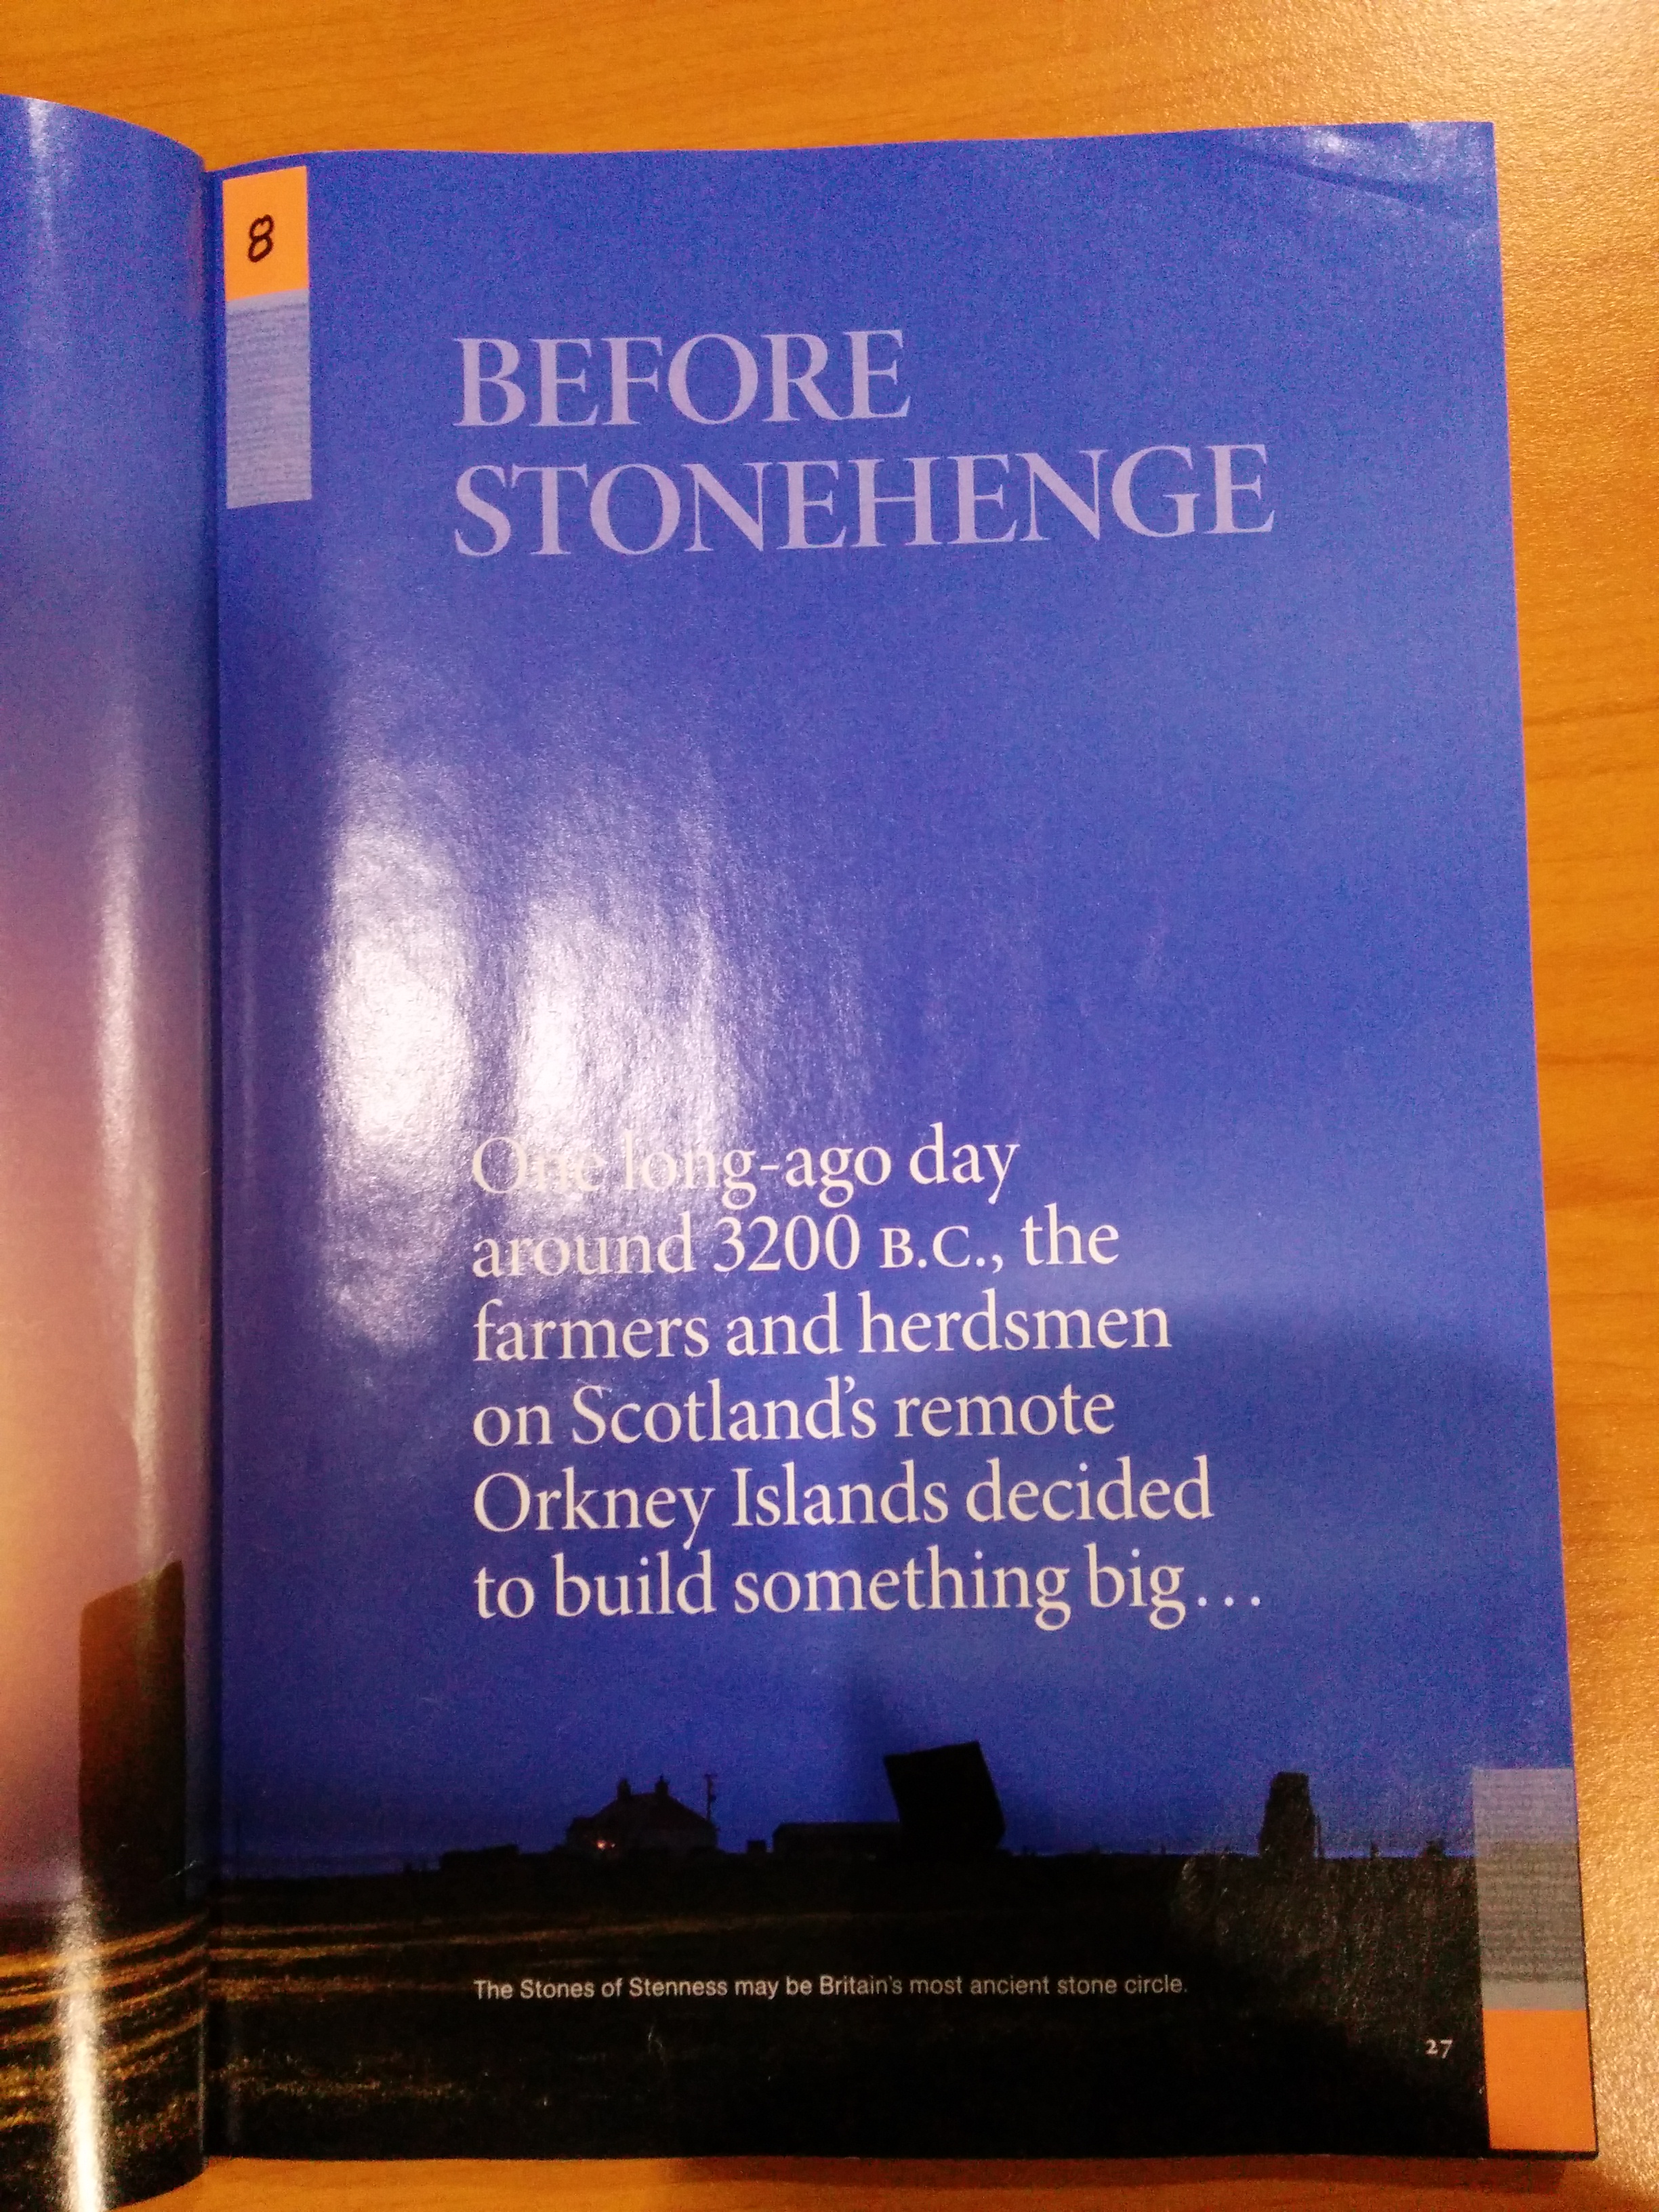 8
BEFORE
STONEHENGE
One long-ago day
around 3200 B.C., the
farmers and herdsmen
on Scotland's remote
Orkney Islands decided
to build something big...
The Stones of Stenness may be Britain's most ancient stone circle.
27